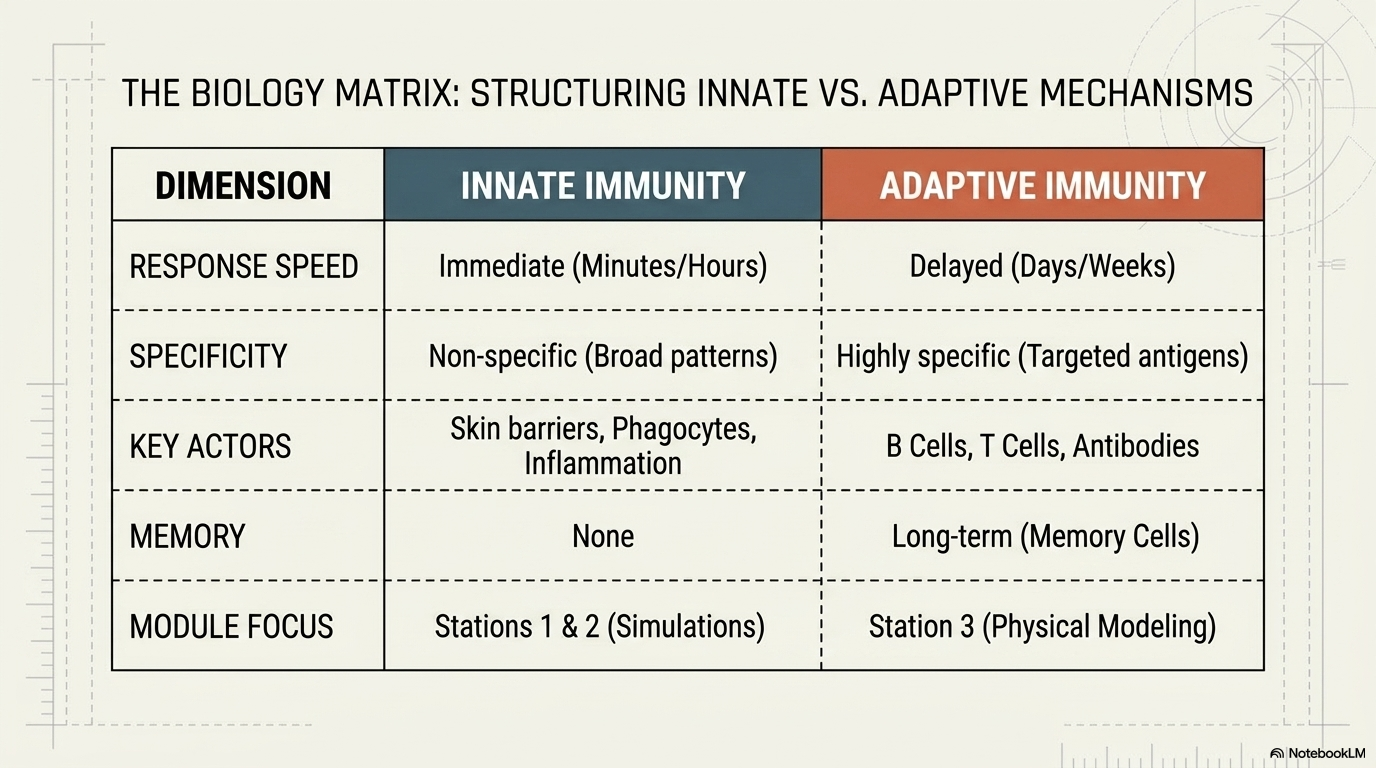 THE BIOLOGY MATRIX: STRUCTURING INNATE VS. ADAPTIVE MECHANISMS
DIMENSION
INNATE IMMUNITY
ADAPTIVE IMMUNITY
RESPONSE SPEED
Immediate (Minutes/Hours)
Delayed (Days/Weeks)
SPECIFICITY
Non-specific (Broad patterns)
Highly specific (Targeted antigens)
KEY ACTORS
Skin barriers, Phagocytes,
Inflammation
B Cells, T Cells, Antibodies
MEMORY
None
Long-term (Memory Cells)
MODULE FOCUS
Stations 1 & 2 (Simulations)
Station 3 (Physical Modeling)
NotebookLM